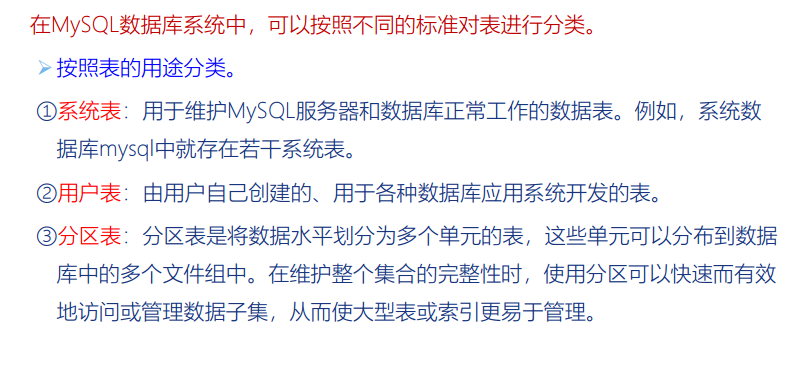 在MySQL数据库系统中，可以按照不同的标准对表进行分类。
➢按照表的用途分类。
①系统表：用于维护MySQL服务器和数据库正常工作的数据表。例如，系统数
据库mysql中就存在若干系统表。
②用户表：由用户自己创建的、用于各种数据库应用系统开发的表。
③分区表：分区表是将数据水平划分为多个单元的表，这些单元可以分布到数据
库中的多个文件组中。在维护整个集合的完整性时，使用分区可以快速而有效
地访问或管理数据子集，从而使大型表或索引更易于管理。